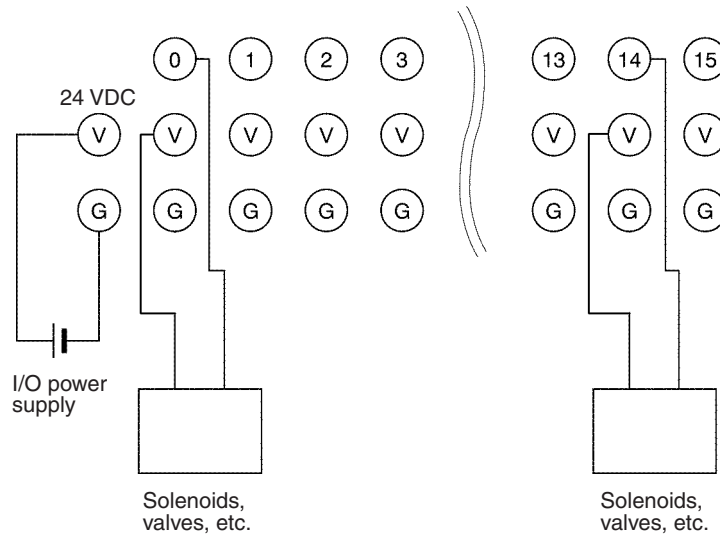 0 1 2 3 13 14 15
24 VDC
V V V V V V V V
G G G G G G G G
I/O power
supply
Solenoids,
valves, etc.
Solenoids,
valves, etc.